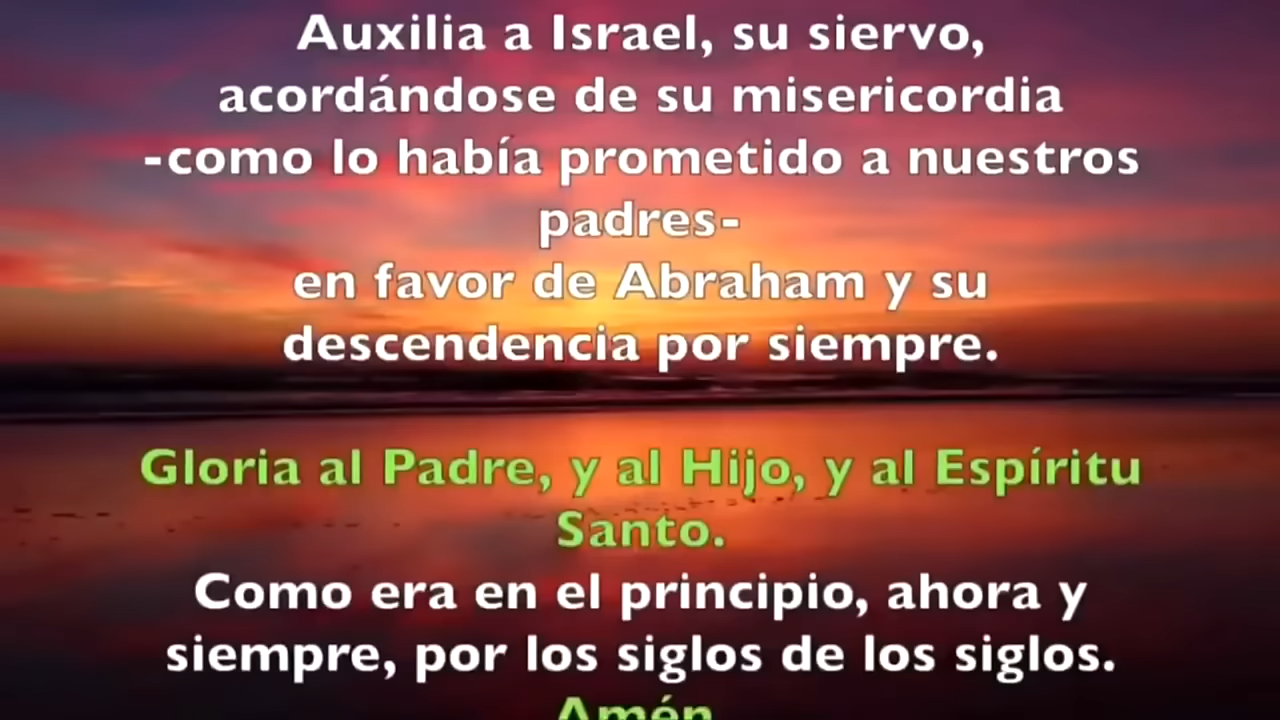 Auxilia a Israel, su siervo,
acordándose de su misericordia
-como lo había prometido a nuestros
padres-
en favor de Abraham y su
descendencia por siempre.
Gloria al Padre, y al Hijo, y al Espíritu
Santo.
Como era en el principio, ahora y
siempre, por los siglos de los siglos.
Amén